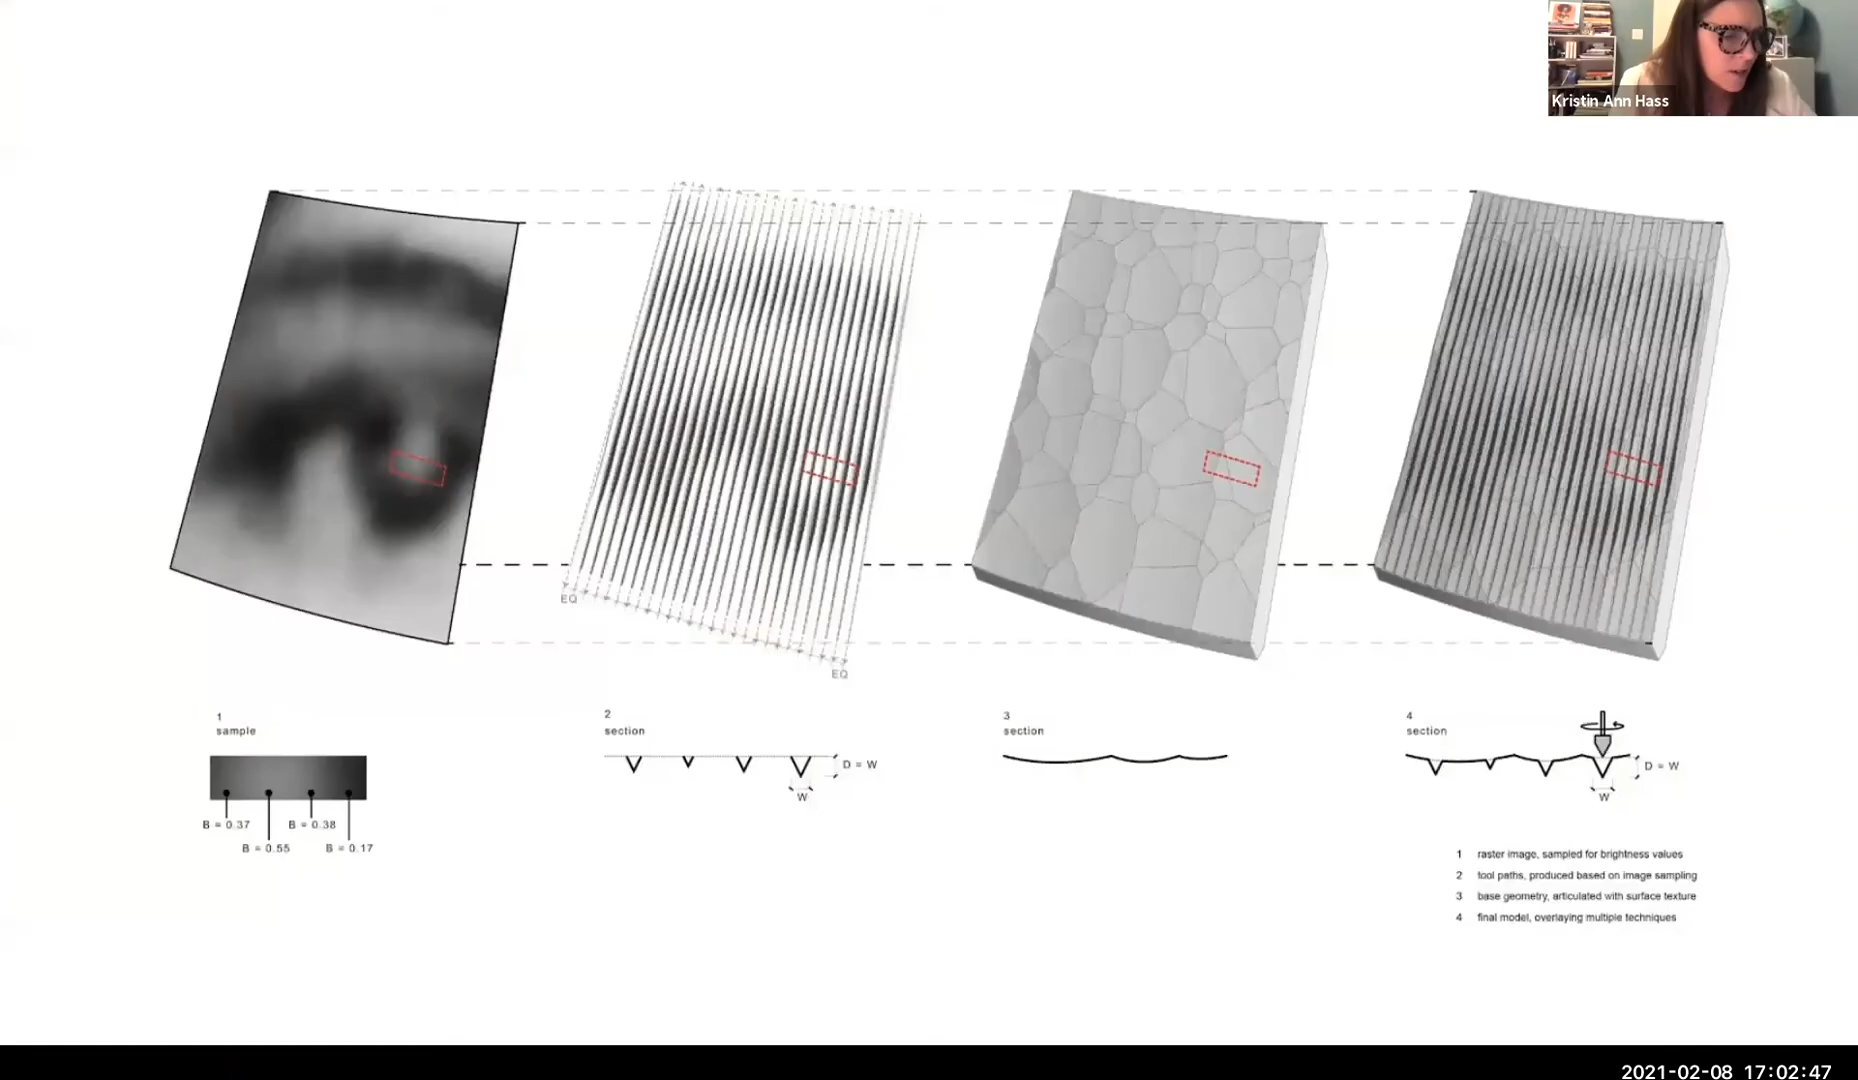 Kristin Ann Hass
EQ
EQ
1
sample
B = 0.37
B = 0.38
B = 0.55
B = 0.17
2
section
D = W
W
3
section
4
section
D = W
W
1 raster image, sampled for brightness values
2 tool paths, produced based on image sampling
3 base geometry, articulated with surface texture
4 final model, overlaying multiple techniques
2021-02-08 17:02:47